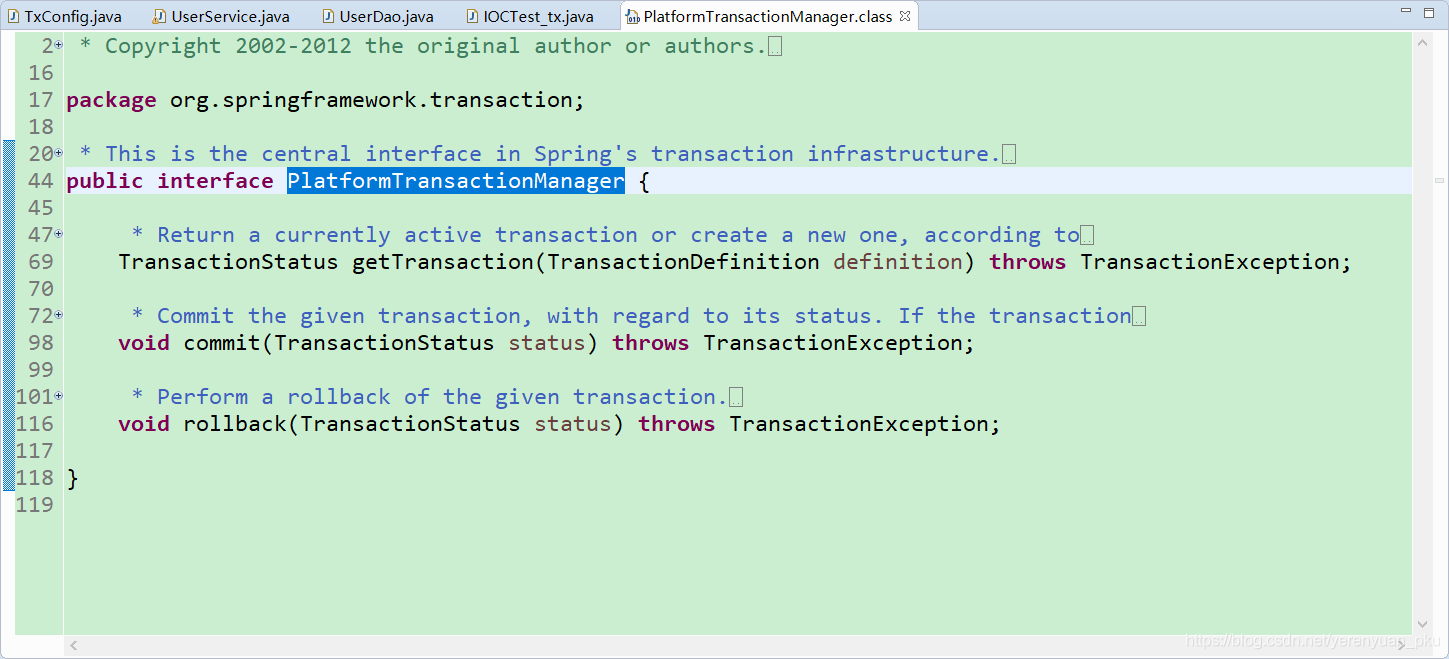 TxConfig.java UserService.java UserDao.java IOCTest_tx.java PlatformTransactionManager.class
2 * Copyright 2002-2012 the original author or authors.
16
17 package org.springframework.transaction;
18
20 * This is the central interface in Spring's transaction infrastructure.
44 public interface PlatformTransactionManager {
45
47 * Return a currently active transaction or create a new one, according to
69 TransactionStatus getTransaction(TransactionDefinition definition) throws TransactionException;
70
72 * Commit the given transaction, with regard to its status. If the transaction
98 void commit(TransactionStatus status) throws TransactionException;
99
101 * Perform a rollback of the given transaction.
116 void rollback(TransactionStatus status) throws TransactionException;
117
118 }
119
https://blog.csdn.net/yerenyuan_pku